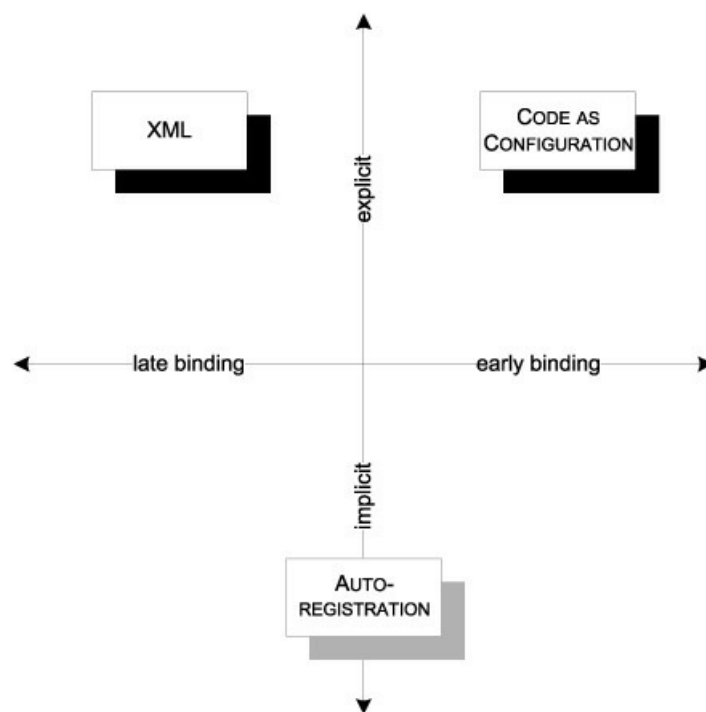 XML
CODE AS
CONFIGURATION
explicit
late binding
early binding
implicit
AUTO-
REGISTRATION